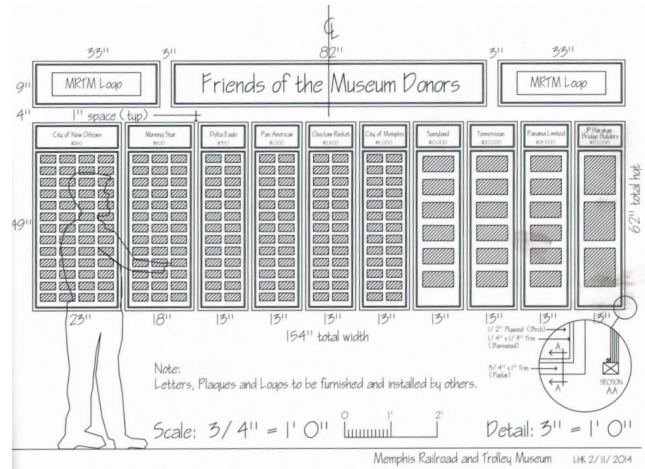 ℄
33" 3" 82" 3" 33"
9" MRTM Logo Friends of the Museum Donors MRTM Logo
4" 1" space (typ)
City of New Orleans Morning Star Delta Eagle Pan American Choctaw Rocket City of Memphis Sunnyland Tennessean Panama Limited JP Morgan
Bridge Builders
49" 62" total hgt
23" 18" 13" 13" 13" 13" 13" 13" 13" 13"
154" total width
1/2" Plywood (Birch)
1/4" x 1/4" Trim
3/4" x 1" Trim
(Poplar)
A
A
SECTION
AA
Note:
Letters, Plaques and Logos to be furnished and installed by others.
0 1' 2'
Scale: 3/4" = 1' 0" Detail: 3" = 1' 0"
Memphis Railroad and Trolley Museum LHK 2/11/2014